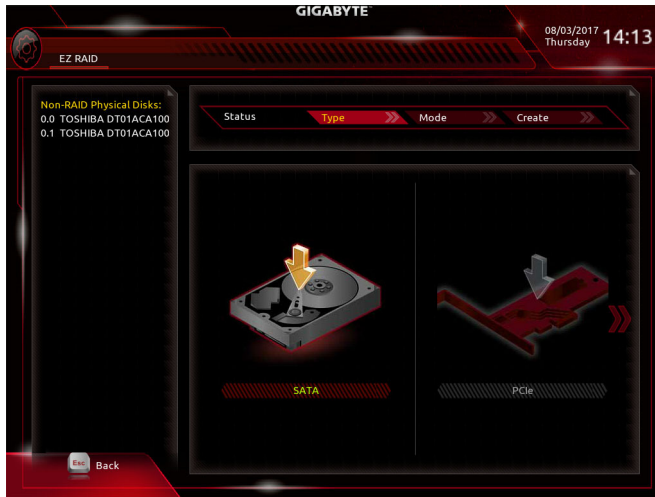 GIGABYTE
08/03/2017
Thursday
14:13
EZ RAID
Non-RAID Physical Disks:
0.0 TOSHIBA DT01ACA100
0.1 TOSHIBA DT01ACA100
Status Type Mode Create
SATA
PCIe
Esc Back